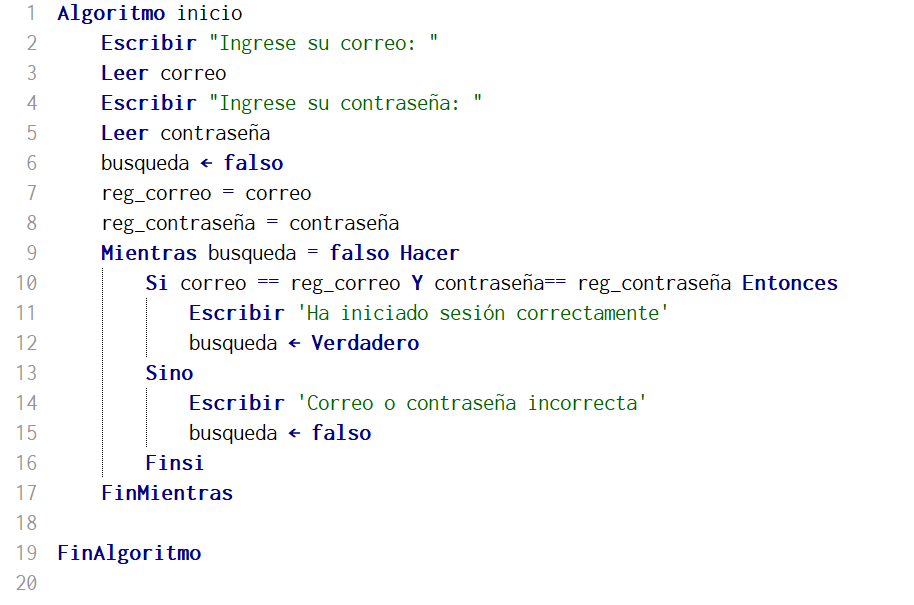 1 Algoritmo inicio
2 Escribir "Ingrese su correo: "
3 Leer correo
4 Escribir "Ingrese su contraseña: "
5 Leer contraseña
6 busqueda ← falso
7 reg_correo = correo
8 reg_contraseña = contraseña
9 Mientras busqueda = falso Hacer
10 Si correo == reg_correo Y contraseña== reg_contraseña Entonces
11 Escribir 'Ha iniciado sesión correctamente'
12 busqueda ← Verdadero
13 Sino
14 Escribir 'Correo o contraseña incorrecta'
15 busqueda ← falso
16 Finsi
17 FinMientras
18
19 FinAlgoritmo
20